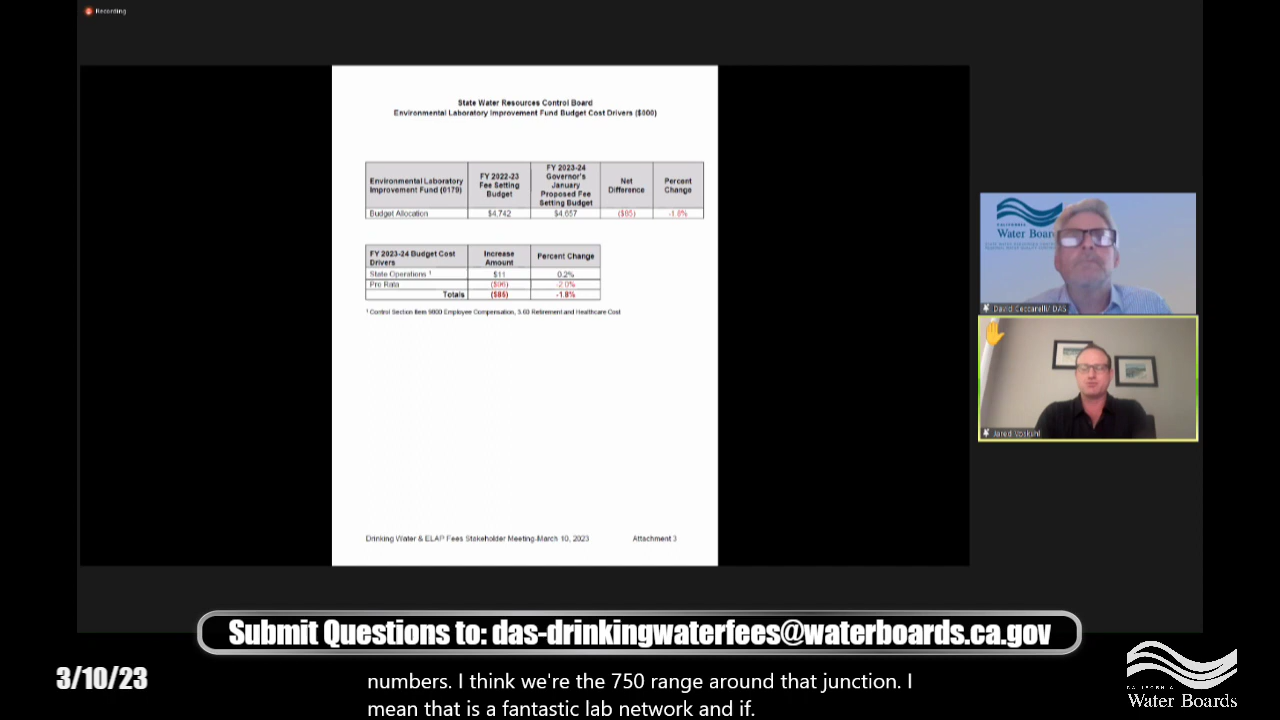 Recording
State Water Resources Control Board
Environmental Laboratory Improvement Fund Budget Cost Drivers ($000)
Environmental Laboratory Improvement Fund (0179) | FY 2022-23 Fee Setting Budget | FY 2023-24 Governor's January Proposed Fee Setting Budget | Net Difference | Percent Change
Budget Allocation | $4,742 | $4,657 | ($85) | -1.8%
FY 2023-24 Budget Cost Drivers | Increase Amount | Percent Change
State Operations ¹ | $11 | 0.2%
Pro Rata | ($96) | -2.0%
Totals | ($85) | -1.8%
¹ Control Section Item 9800 Employee Compensation, 3.60 Retirement and Healthcare Cost
Drinking Water & ELAP Fees Stakeholder Meeting-March 10, 2023 Attachment 3
CALIFORNIA
Water Boards
David Ceccarelli/ DAS
Jared Voskuhl
Submit Questions to: das-drinkingwaterfees@waterboards.ca.gov
3/10/23
numbers. I think we're the 750 range around that junction. I
mean that is a fantastic lab network and if.
CALIFORNIA
Water Boards